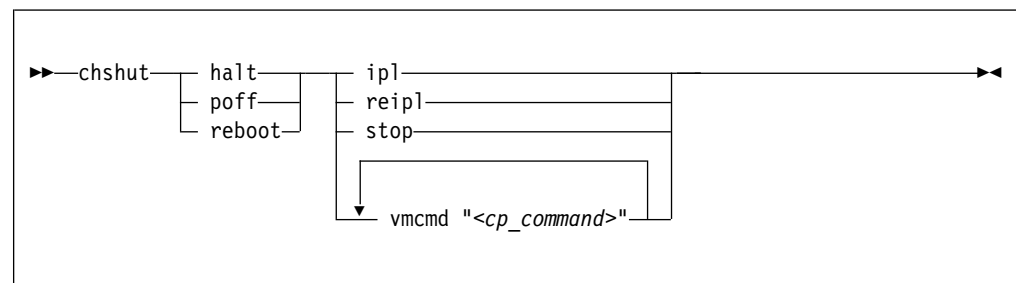 chshut halt ipl
poff reipl
reboot stop
vmcmd "<cp_command>"